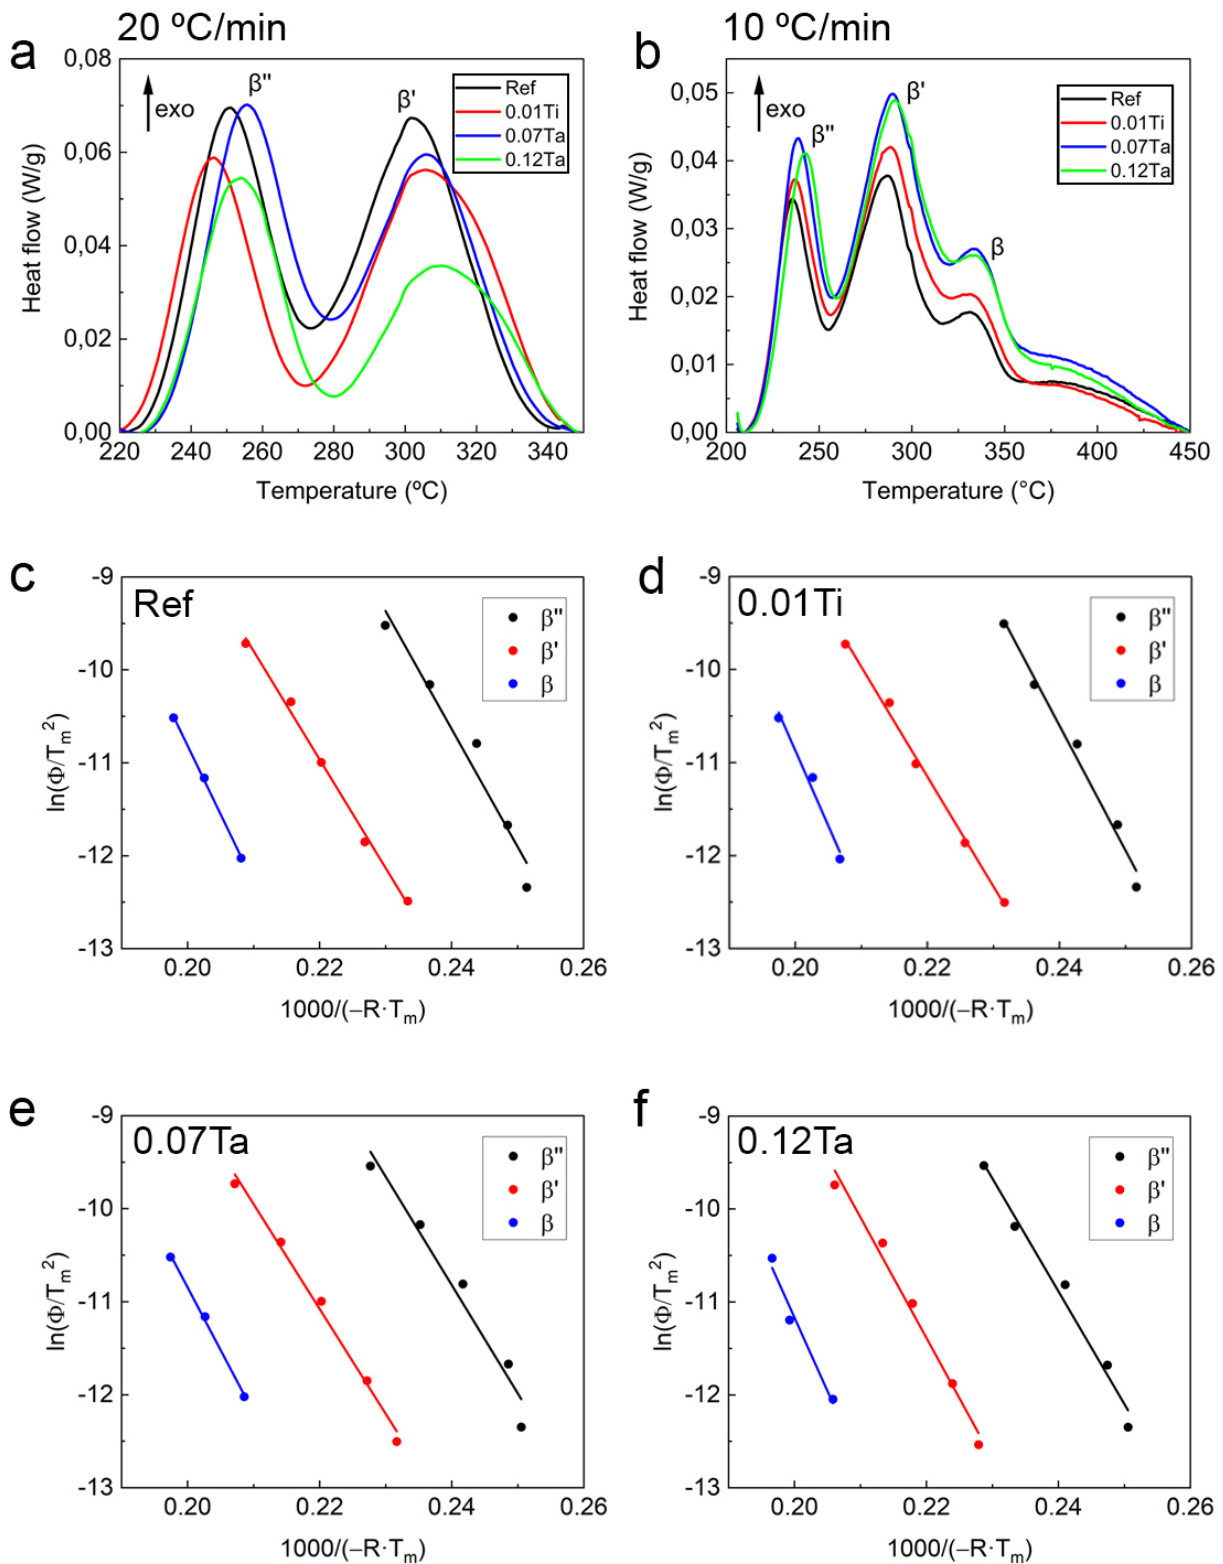 a
20 ºC/min
0,08
0,06
0,04
0,02
0,00
Heat flow (W/g)
exo
β"
β'
Ref
0.01Ti
0.07Ta
0.12Ta
220 240 260 280 300 320 340
Temperature (ºC)
b
10 ºC/min
0,05
0,04
0,03
0,02
0,01
0,00
Heat flow (W/g)
exo
β"
β'
β
Ref
0.01Ti
0.07Ta
0.12Ta
200 250 300 350 400 450
Temperature (°C)
c
Ref
-9
-10
-11
-12
-13
ln(Φ/Tm²)
β"
β'
β
0.20 0.22 0.24 0.26
1000/(−R·Tm)
d
0.01Ti
-9
-10
-11
-12
-13
ln(Φ/Tm²)
β"
β'
β
0.20 0.22 0.24 0.26
1000/(−R·Tm)
e
0.07Ta
-9
-10
-11
-12
-13
ln(Φ/Tm²)
β"
β'
β
0.20 0.22 0.24 0.26
1000/(−R·Tm)
f
0.12Ta
-9
-10
-11
-12
-13
ln(Φ/Tm²)
β"
β'
β
0.20 0.22 0.24 0.26
1000/(−R·Tm)